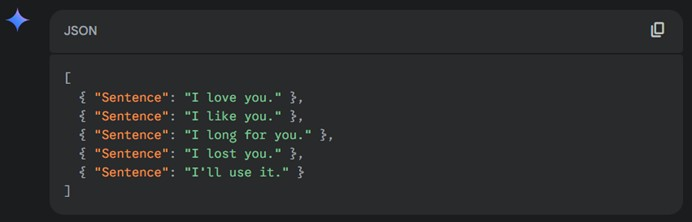 JSON
[
{ "Sentence": "I love you." },
{ "Sentence": "I like you." },
{ "Sentence": "I long for you." },
{ "Sentence": "I lost you." },
{ "Sentence": "I'll use it." }
]